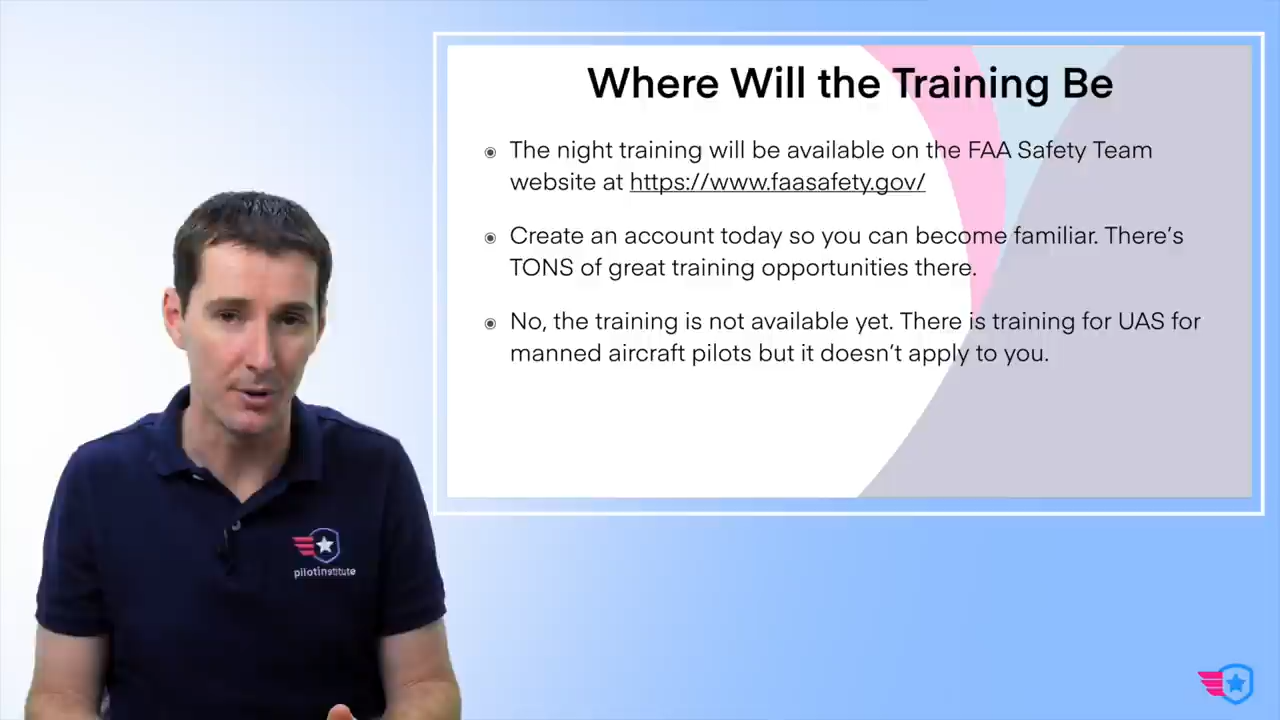 Where Will the Training Be
The night training will be available on the FAA Safety Team
website at https://www.faasafety.gov/
Create an account today so you can become familiar. There's
TONS of great training opportunities there.
No, the training is not available yet. There is training for UAS for
manned aircraft pilots but it doesn't apply to you.
pilotinstitute